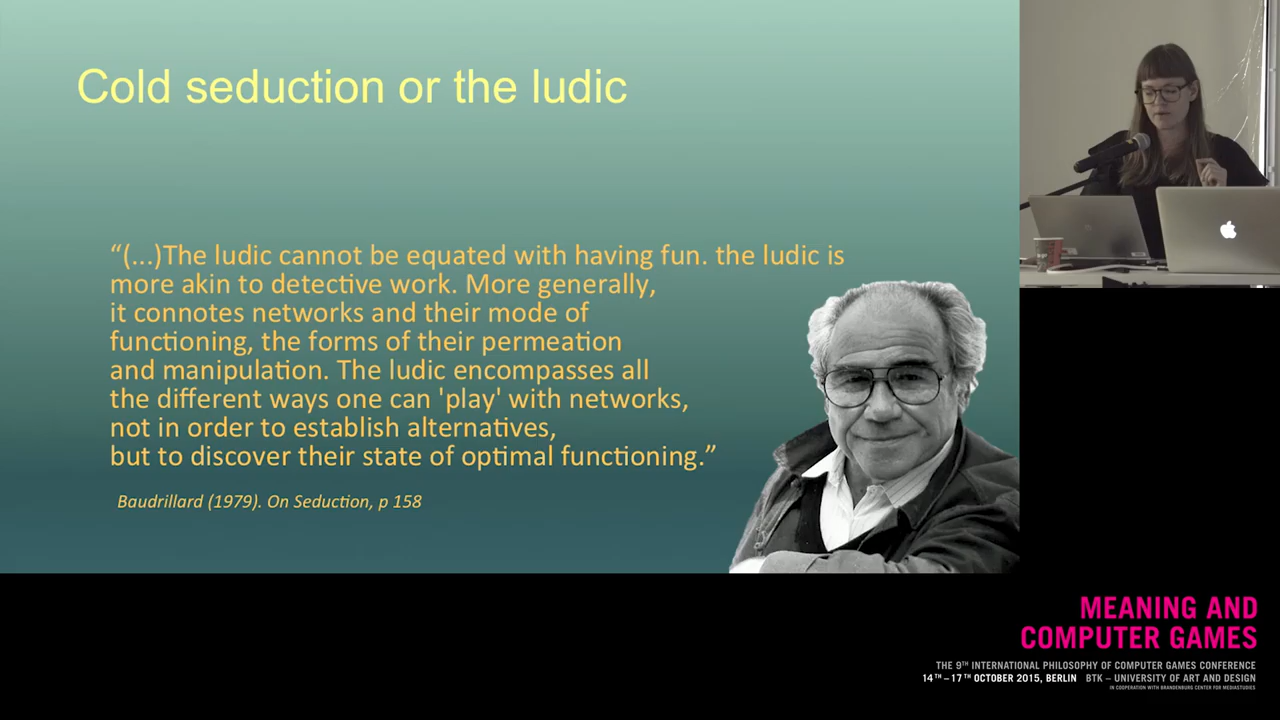 Cold seduction or the ludic
“(...)The ludic cannot be equated with having fun. the ludic is
more akin to detective work. More generally,
it connotes networks and their mode of
functioning, the forms of their permeation
and manipulation. The ludic encompasses all
the different ways one can 'play' with networks,
not in order to establish alternatives,
but to discover their state of optimal functioning.”
Baudrillard (1979). On Seduction, p 158
MEANING AND
COMPUTER GAMES
THE 9TH INTERNATIONAL PHILOSOPHY OF COMPUTER GAMES CONFERENCE
14TH – 17TH OCTOBER 2015, BERLIN BTK – UNIVERSITY OF ART AND DESIGN
IN COOPERATION WITH BRANDENBURG CENTER FOR MEDIASTUDIES